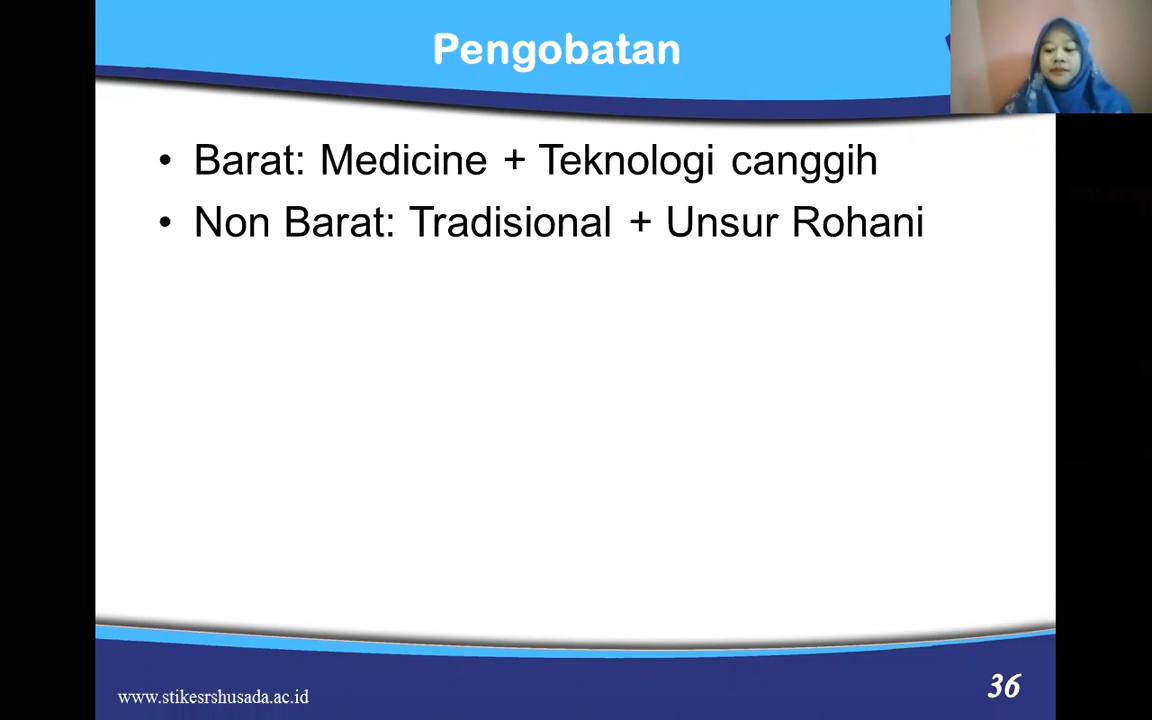 Pengobatan
• Barat: Medicine + Teknologi canggih
• Non Barat: Tradisional + Unsur Rohani
www.stikesrshusada.ac.id
36